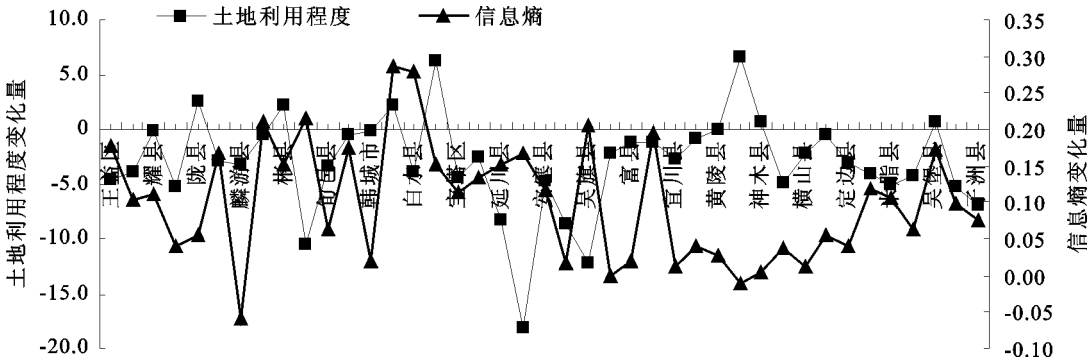 土地利用程度
信息熵
10.0
5.0
0
-5.0
-10.0
-15.0
-20.0
土地利用程度变化量
耀县
陇县
麟游县
韩城市
白水县
延川县
吴旗县
富县
宜川县
黄陵县
神木县
横山县
定边县
吴堡县
子洲县
0.35
0.30
0.25
0.20
0.15
0.10
0.05
0.00
-0.05
-0.10
信息熵变化量